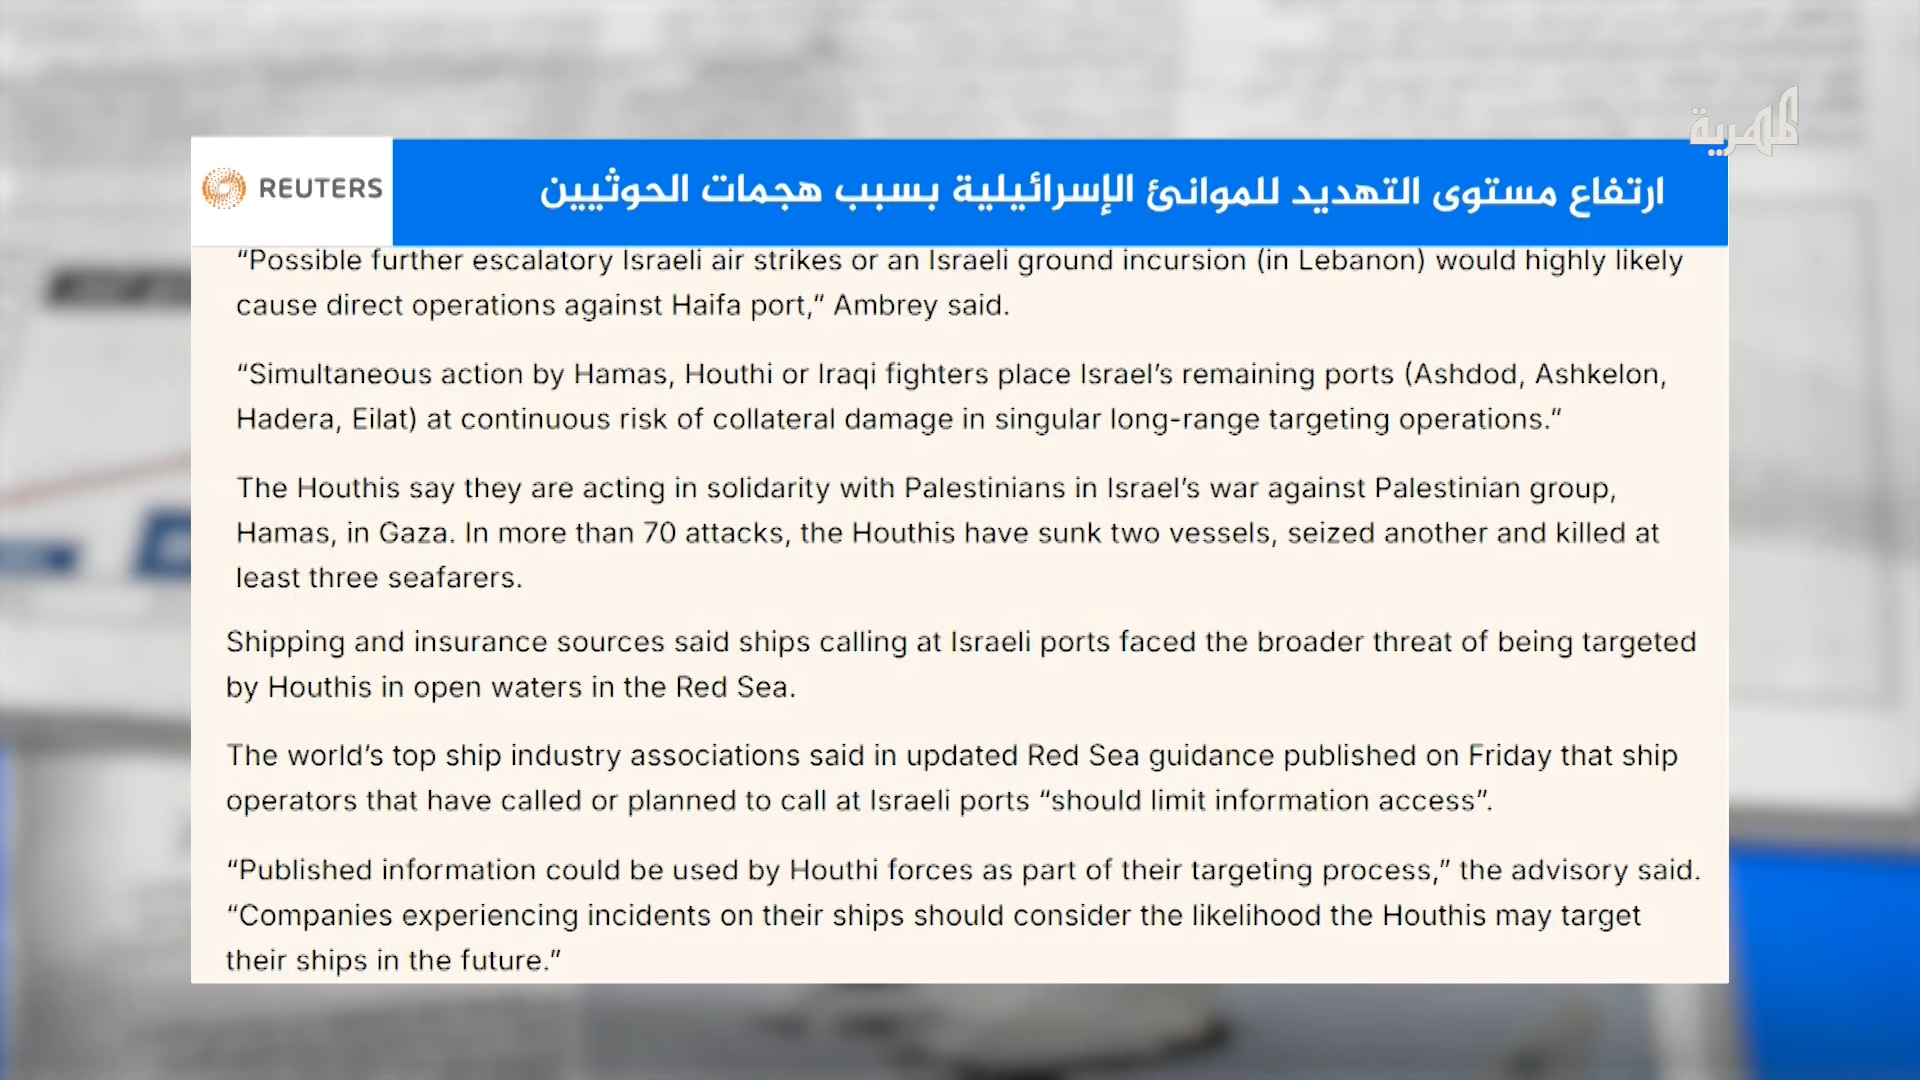 المهرية
REUTERS
ارتفاع مستوى التهديد للموانئ الإسرائيلية بسبب هجمات الحوثيين
“Possible further escalatory Israeli air strikes or an Israeli ground incursion (in Lebanon) would highly likely
cause direct operations against Haifa port,” Ambrey said.
“Simultaneous action by Hamas, Houthi or Iraqi fighters place Israel’s remaining ports (Ashdod, Ashkelon,
Hadera, Eilat) at continuous risk of collateral damage in singular long-range targeting operations.”
The Houthis say they are acting in solidarity with Palestinians in Israel’s war against Palestinian group,
Hamas, in Gaza. In more than 70 attacks, the Houthis have sunk two vessels, seized another and killed at
least three seafarers.
Shipping and insurance sources said ships calling at Israeli ports faced the broader threat of being targeted
by Houthis in open waters in the Red Sea.
The world’s top ship industry associations said in updated Red Sea guidance published on Friday that ship
operators that have called or planned to call at Israeli ports “should limit information access”.
“Published information could be used by Houthi forces as part of their targeting process,” the advisory said.
“Companies experiencing incidents on their ships should consider the likelihood the Houthis may target
their ships in the future.”